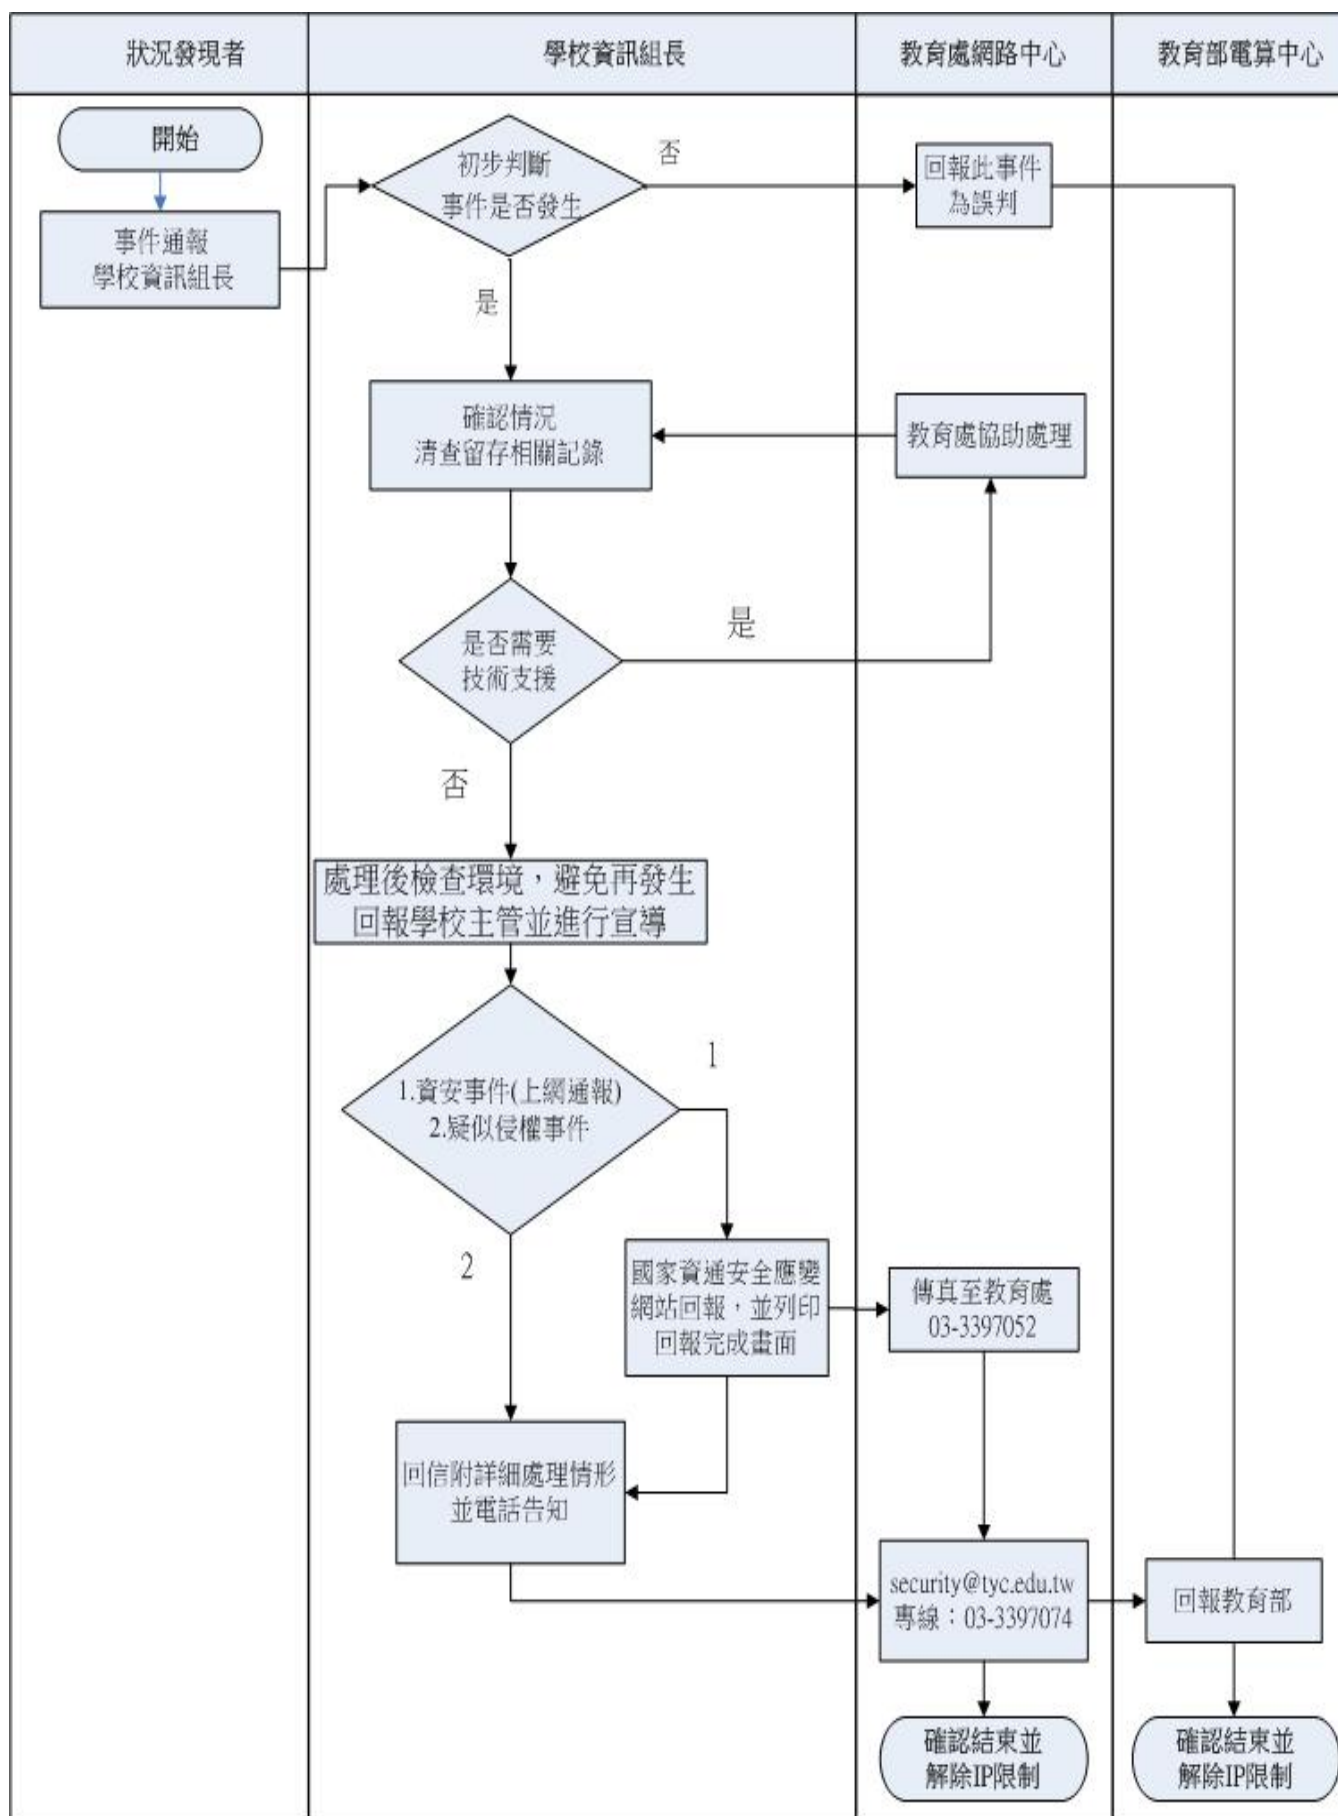 狀況發現者
學校資訊組長
教育處網路中心
教育部電算中心
開始
事件通報
學校資訊組長
初步判斷
事件是否發生
否
回報此事件
為誤判
是
確認情況
清查留存相關記錄
教育處協助處理
是否需要
技術支援
是
否
處理後檢查環境，避免再發生
回報學校主管並進行宣導
1.資安事件(上網通報)
2.疑似侵權事件
1
2
國家資通安全應變
網站回報，並列印
回報完成畫面
傳真至教育處
03-3397052
回信附詳細處理情形
並電話告知
security@tyc.edu.tw
專線：03-3397074
回報教育部
確認結束並
解除IP限制
確認結束並
解除IP限制